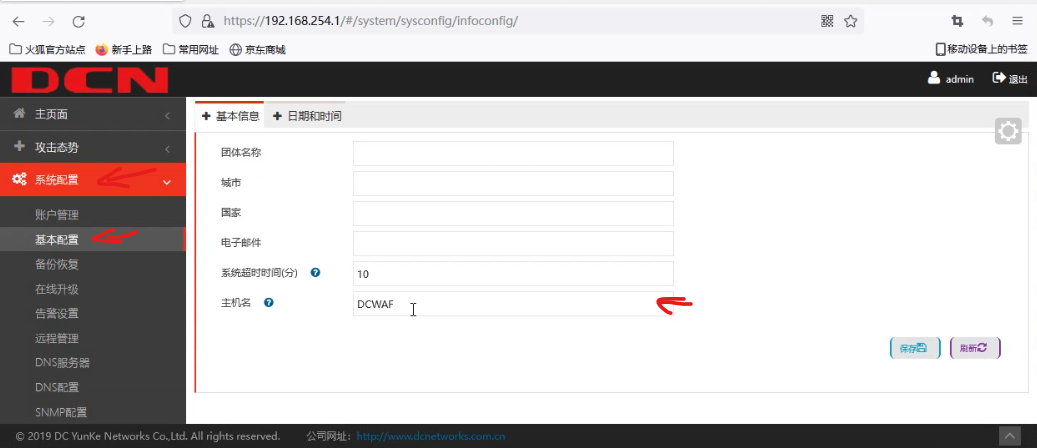 https://192.168.254.1/#/system/sysconfig/infoconfig/
火狐官方站点 新手上路 常用网址 京东商城 移动设备上的书签
DCN admin 退出
主页面
攻击态势
系统配置
账户管理
基本配置
备份恢复
在线升级
告警设置
远程管理
DNS服务器
DNS配置
SNMP配置
基本信息 日期和时间
团体名称
城市
国家
电子邮件
系统超时时间(分) 10
主机名 DCWAF
保存 刷新
© 2019 DC YunKe Networks Co.,Ltd. All rights reserved. 公司网址：http://www.dcnetworks.com.cn